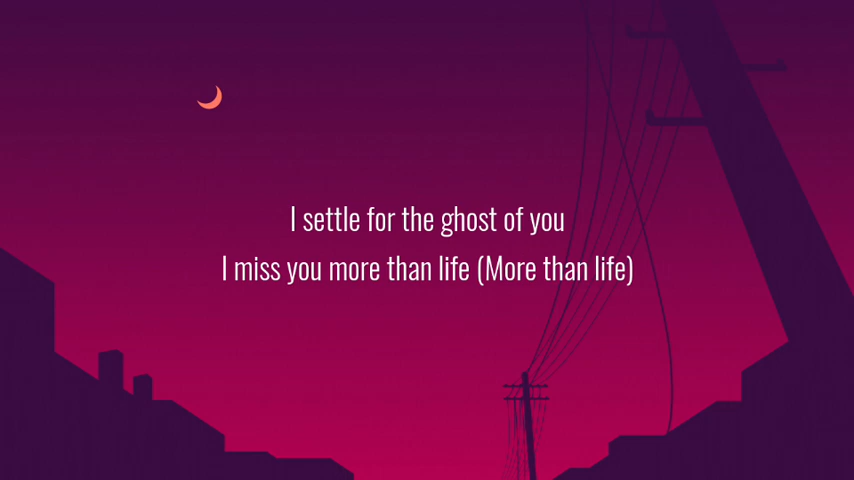 I settle for the ghost of you
I miss you more than life (More than life)